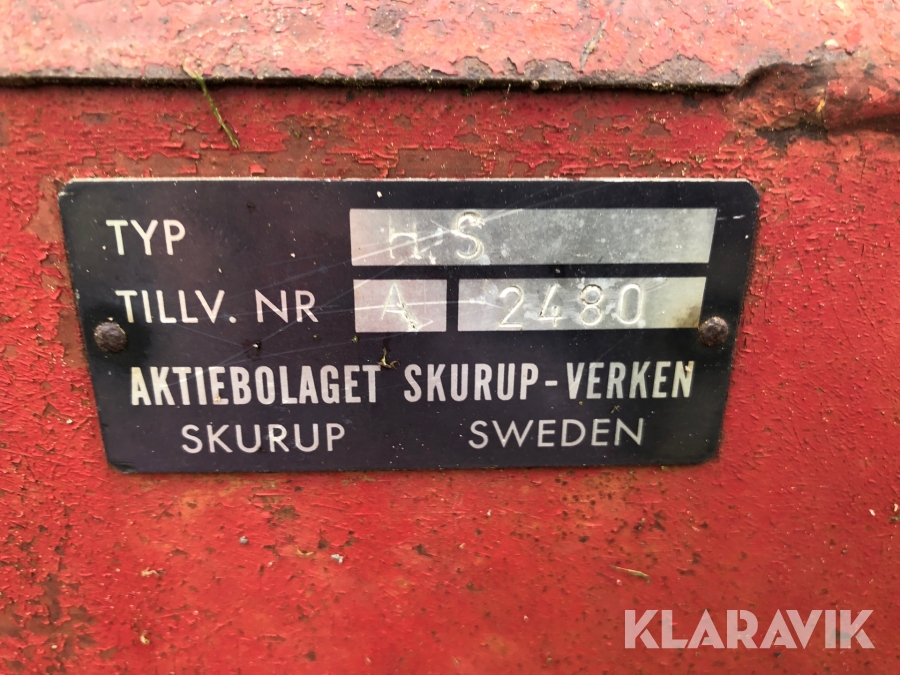 TYP H.S
TILLV. NR A 2480
AKTIEBOLAGET SKURUP-VERKEN
SKURUP SWEDEN
KLARAVIK